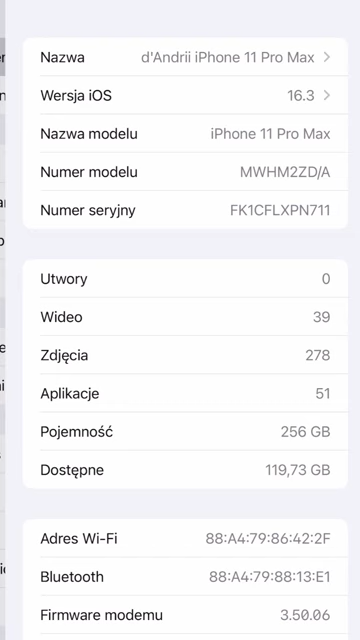 Nazwa d'Andrii iPhone 11 Pro Max
Wersja iOS 16.3
Nazwa modelu iPhone 11 Pro Max
Numer modelu MWHM2ZD/A
Numer seryjny FK1CFLXPN711
Utwory 0
Wideo 39
Zdjęcia 278
Aplikacje 51
Pojemność 256 GB
Dostępne 119,73 GB
Adres Wi-Fi 88:A4:79:86:42:2F
Bluetooth 88:A4:79:88:13:E1
Firmware modemu 3.50.06